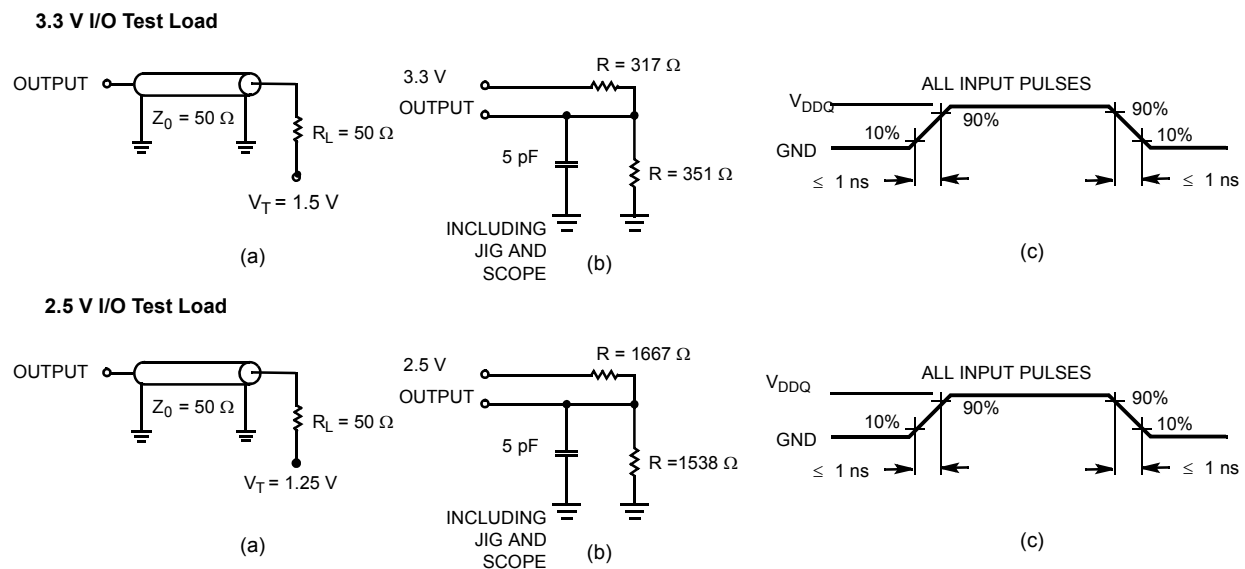 3.3 V I/O Test Load
OUTPUT
Z0 = 50 Ω
RL = 50 Ω
VT = 1.5 V
(a)
3.3 V
OUTPUT
R = 317 Ω
5 pF
R = 351 Ω
INCLUDING
JIG AND
SCOPE
(b)
ALL INPUT PULSES
VDDQ
GND
10%
90%
90%
10%
≤ 1 ns
≤ 1 ns
(c)
2.5 V I/O Test Load
OUTPUT
Z0 = 50 Ω
RL = 50 Ω
VT = 1.25 V
(a)
2.5 V
OUTPUT
R = 1667 Ω
5 pF
R =1538 Ω
INCLUDING
JIG AND
SCOPE
(b)
ALL INPUT PULSES
VDDQ
GND
10%
90%
90%
10%
≤ 1 ns
≤ 1 ns
(c)